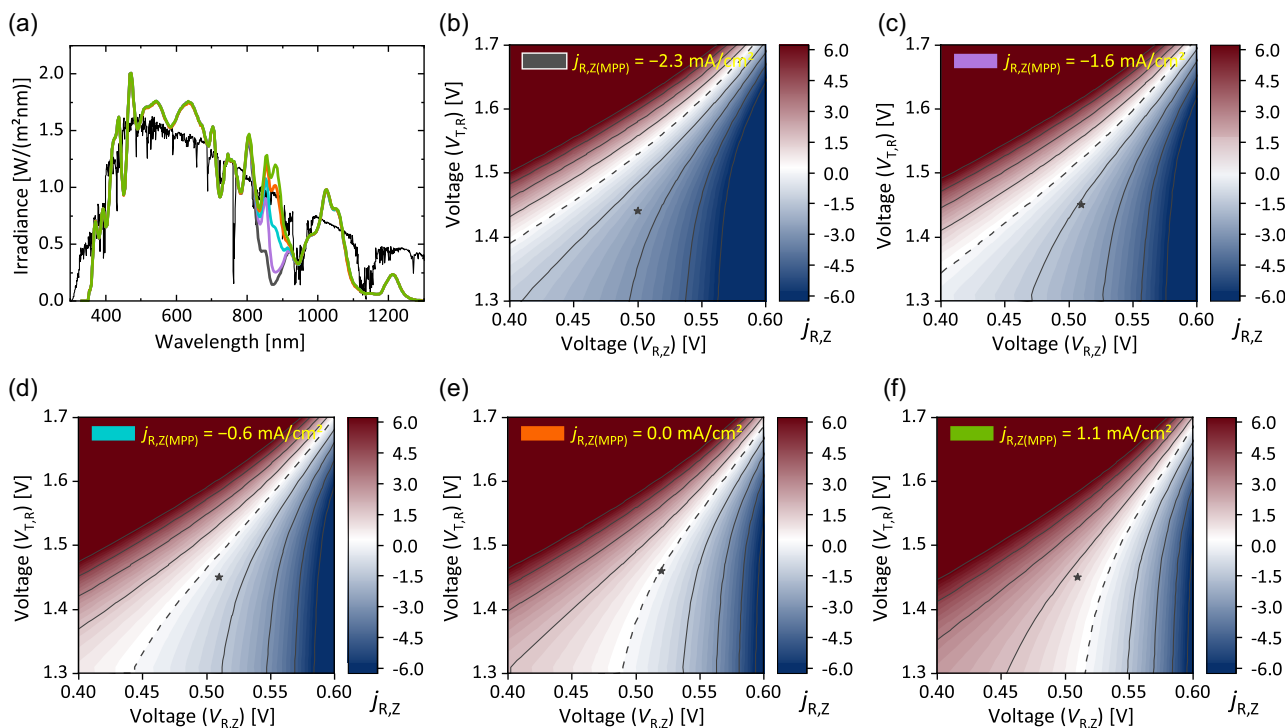 (a)
Irradiance [W/(m²nm)]
2.0
1.5
1.0
0.5
0.0
400 600 800 1000 1200
Wavelength [nm]
(b)
j_R,Z(MPP) = −2.3 mA/cm²
Voltage (V_T,R) [V]
1.7
1.6
1.5
1.4
1.3
0.40 0.45 0.50 0.55 0.60
Voltage (V_R,Z) [V]
6.0
4.5
3.0
1.5
0.0
-1.5
-3.0
-4.5
-6.0
j_R,Z
(c)
j_R,Z(MPP) = −1.6 mA/cm²
Voltage (V_T,R) [V]
1.7
1.6
1.5
1.4
1.3
0.40 0.45 0.50 0.55 0.60
Voltage (V_R,Z) [V]
6.0
4.5
3.0
1.5
0.0
-1.5
-3.0
-4.5
-6.0
j_R,Z
(d)
j_R,Z(MPP) = −0.6 mA/cm²
Voltage (V_T,R) [V]
1.7
1.6
1.5
1.4
1.3
0.40 0.45 0.50 0.55 0.60
Voltage (V_R,Z) [V]
6.0
4.5
3.0
1.5
0.0
-1.5
-3.0
-4.5
-6.0
j_R,Z
(e)
j_R,Z(MPP) = 0.0 mA/cm²
Voltage (V_T,R) [V]
1.7
1.6
1.5
1.4
1.3
0.40 0.45 0.50 0.55 0.60
Voltage (V_R,Z) [V]
6.0
4.5
3.0
1.5
0.0
-1.5
-3.0
-4.5
-6.0
j_R,Z
(f)
j_R,Z(MPP) = 1.1 mA/cm²
Voltage (V_T,R) [V]
1.7
1.6
1.5
1.4
1.3
0.40 0.45 0.50 0.55 0.60
Voltage (V_R,Z) [V]
6.0
4.5
3.0
1.5
0.0
-1.5
-3.0
-4.5
-6.0
j_R,Z